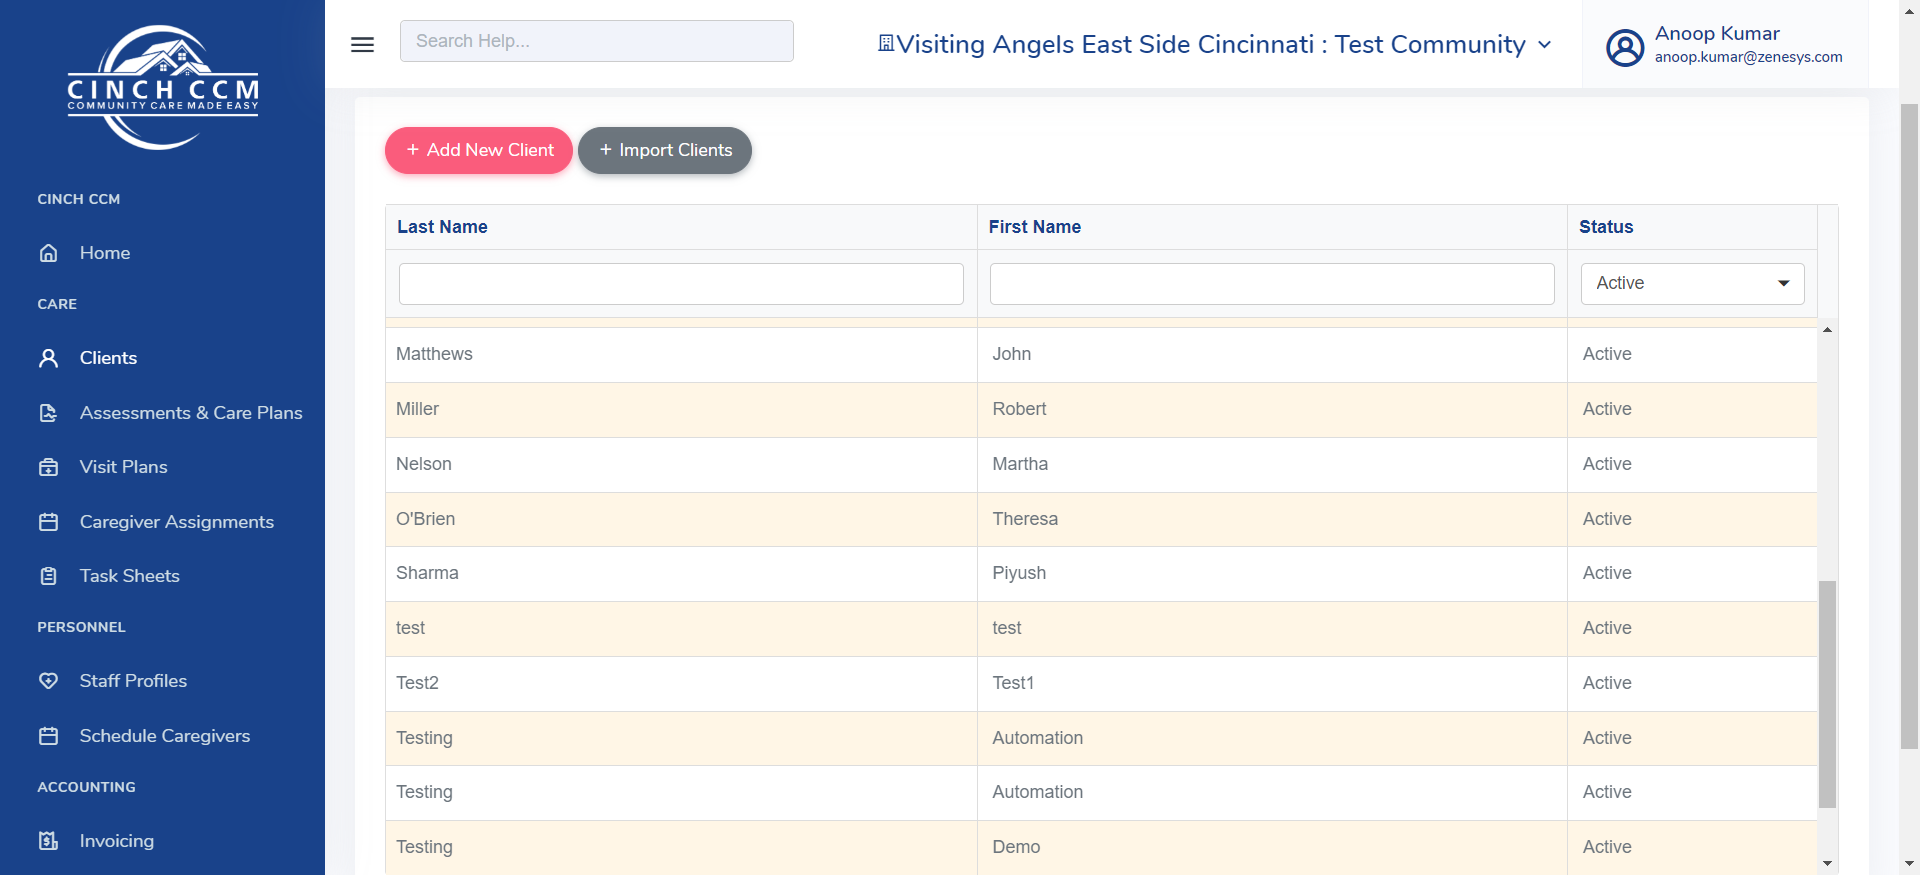 CINCH CCM
COMMUNITY CARE MADE EASY
CINCH CCM
Home
CARE
Clients
Assessments & Care Plans
Visit Plans
Caregiver Assignments
Task Sheets
PERSONNEL
Staff Profiles
Schedule Caregivers
ACCOUNTING
Invoicing
Search Help...
Visiting Angels East Side Cincinnati : Test Community
Anoop Kumar
anoop.kumar@zenesys.com
+ Add New Client
+ Import Clients
Last Name First Name Status
Active
Matthews John Active
Miller Robert Active
Nelson Martha Active
O'Brien Theresa Active
Sharma Piyush Active
test test Active
Test2 Test1 Active
Testing Automation Active
Testing Automation Active
Testing Demo Active